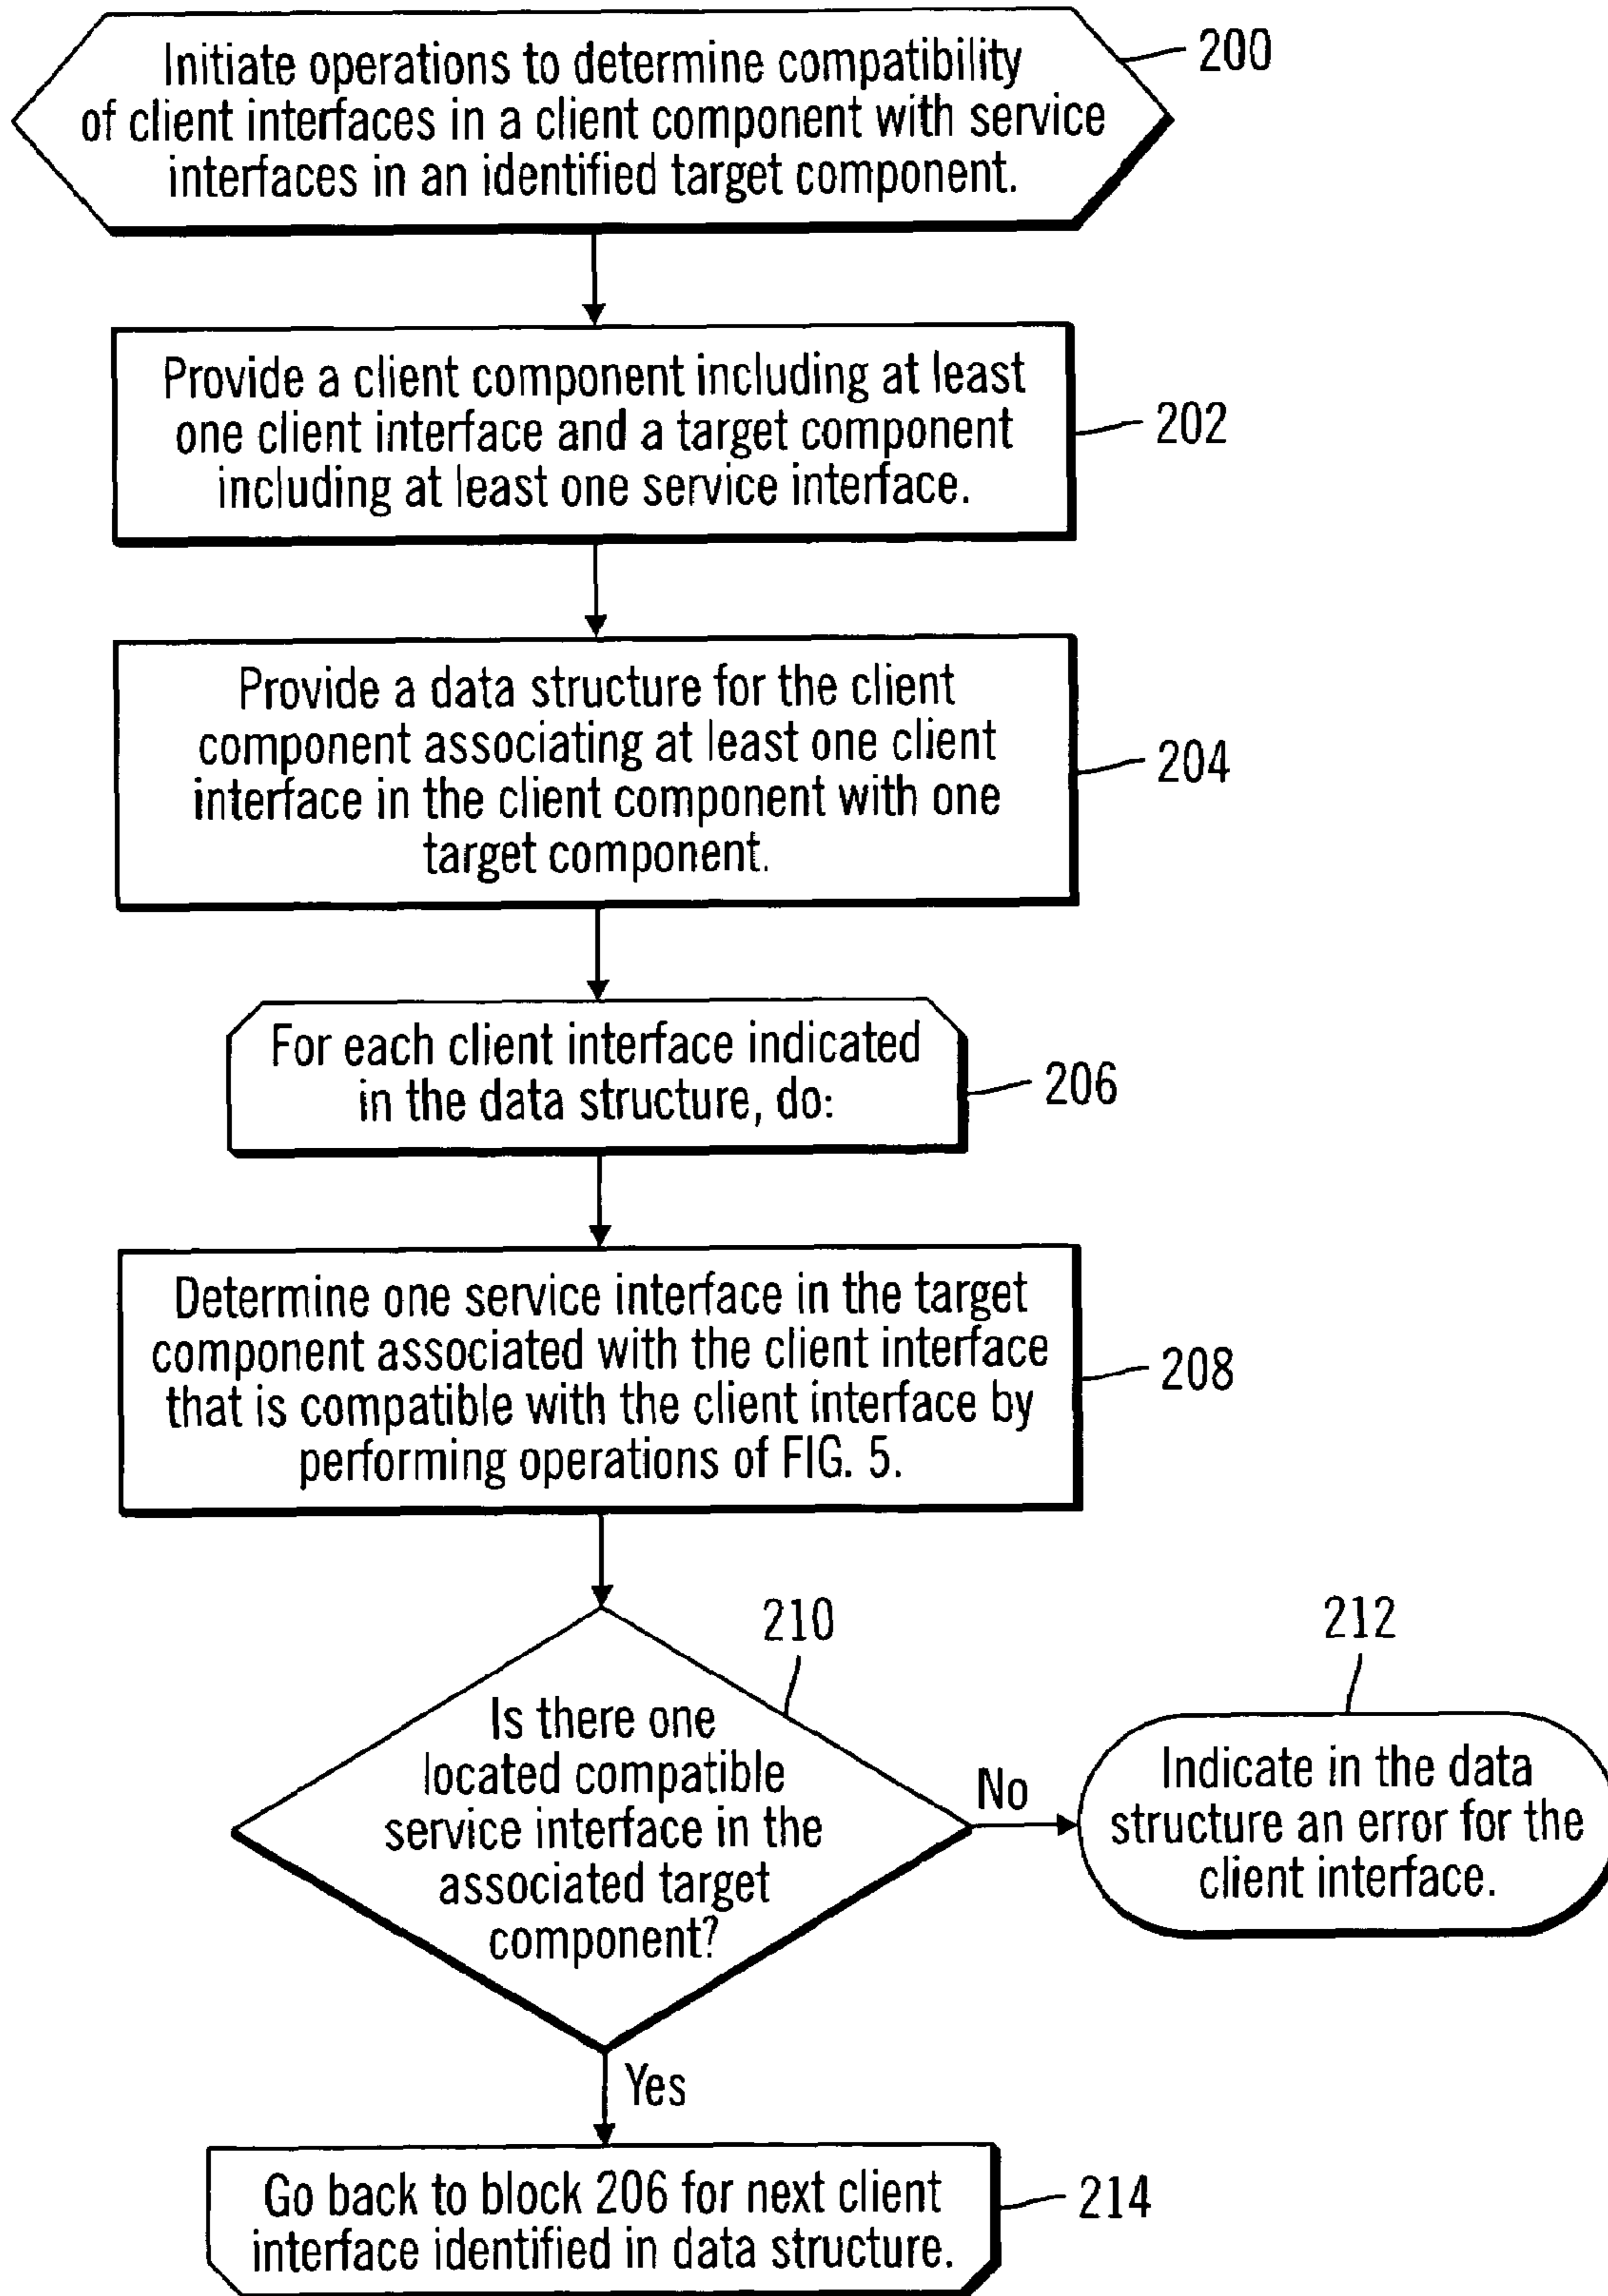 Initiate operations to determine compatibility
of client interfaces in a client component with service
interfaces in an identified target component.
200
Provide a client component including at least
one client interface and a target component
including at least one service interface.
202
Provide a data structure for the client
component associating at least one client
interface in the client component with one
target component.
204
For each client interface indicated
in the data structure, do:
206
Determine one service interface in the target
component associated with the client interface
that is compatible with the client interface by
performing operations of FIG. 5.
208
210
Is there one
located compatible
service interface in the
associated target
component?
No
212
Indicate in the data
structure an error for the
client interface.
Yes
Go back to block 206 for next client
interface identified in data structure.
214